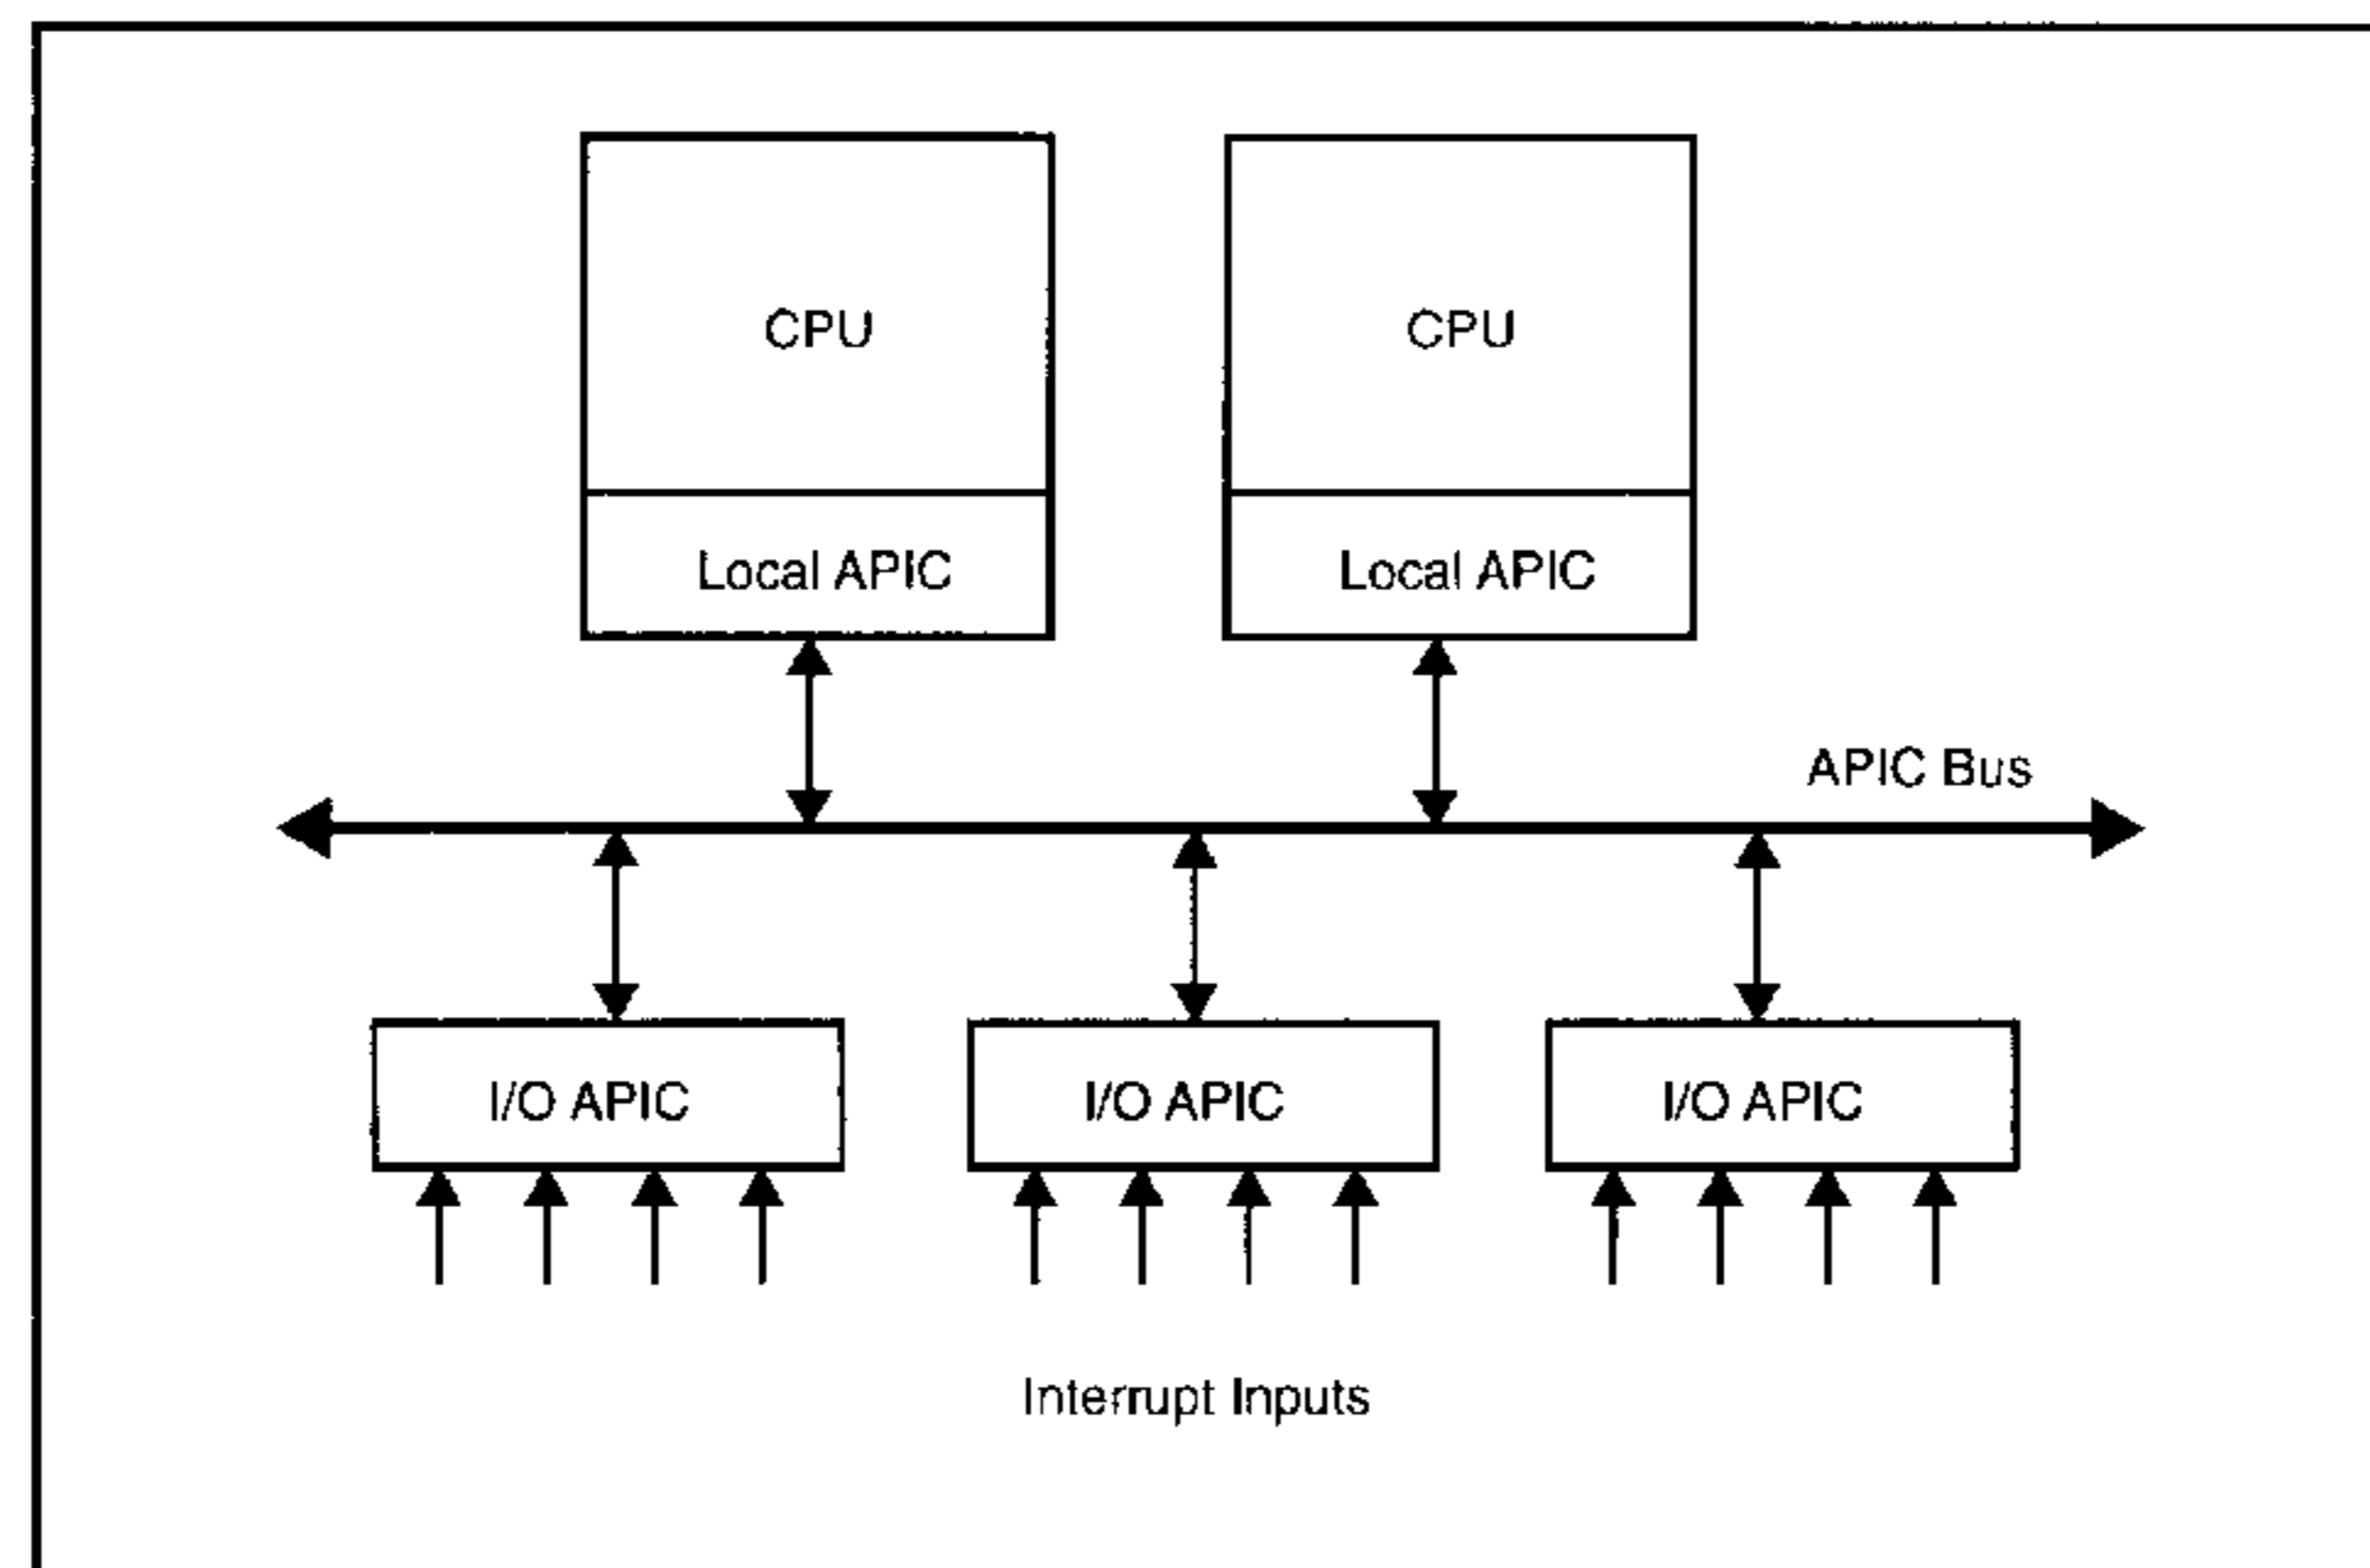 CPU
CPU
Local APIC
Local APIC
APIC Bus
I/O APIC
I/O APIC
I/O APIC
Interrupt Inputs